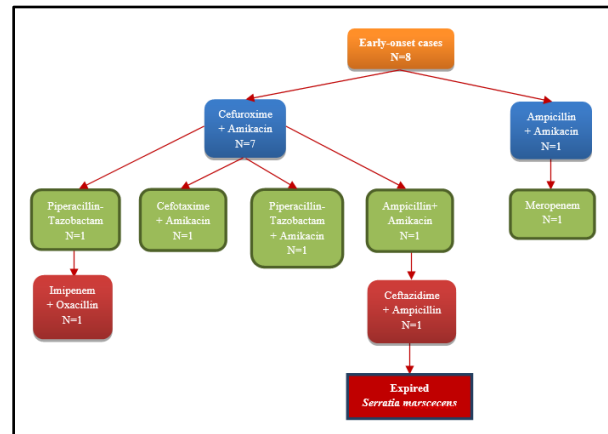 Early-onset cases
N=8
Cefuroxime
+ Amikacin
N=7
Ampicillin
+ Amikacin
N=1
Piperacillin-
Tazobactam
N=1
Cefotaxime
+ Amikacin
N=1
Piperacillin-
Tazobactam
+ Amikacin
N=1
Ampicillin+
Amikacin
N=1
Meropenem
N=1
Imipenem
+ Oxacillin
N=1
Ceftazidime
+ Ampicillin
N=1
Expired
Serratia marscecens